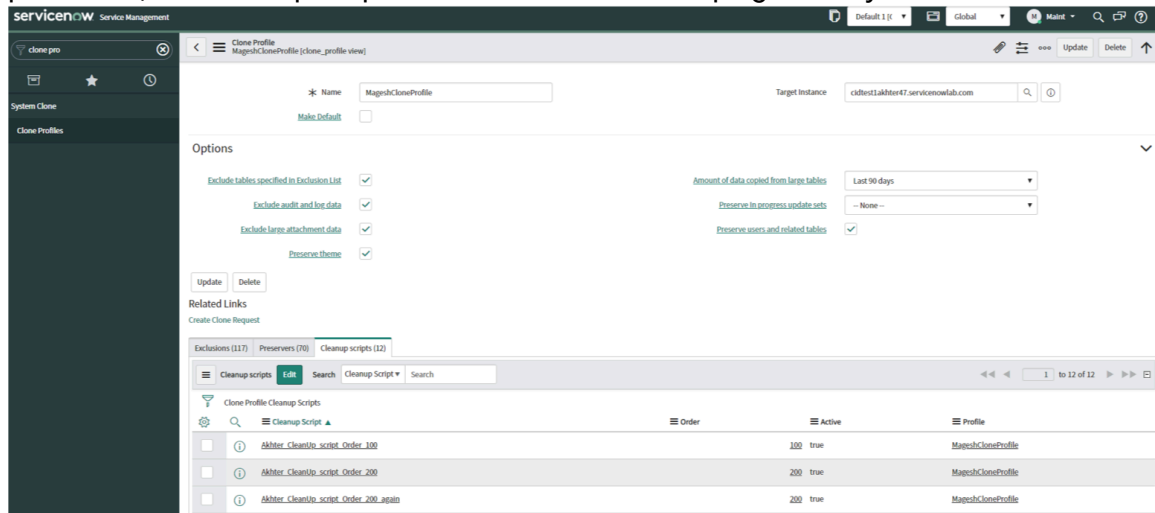 servicenow Service Management
Default 1 [(
Global
M Maint
clone pro
Clone Profile
MageshCloneProfile [clone_profile view]
Update Delete
System Clone
Clone Profiles
Name MageshCloneProfile
Target Instance cidtest1akhter47.servicenowlab.com
Make Default
Options
Exclude tables specified in Exclusion List
Amount of data copied from large tables Last 90 days
Exclude audit and log data
Preserve in progress update sets -- None --
Exclude large attachment data
Preserve users and related tables
Preserve theme
Update Delete
Related Links
Create Clone Request
Exclusions (117) Preservers (70) Cleanup scripts (12)
Cleanup scripts Edit Search Cleanup Script Search 1 to 12 of 12
Clone Profile Cleanup Scripts
Cleanup Script Order Active Profile
Akhter_CleanUp_script_Order_100 100 true MageshCloneProfile
Akhter_CleanUp_script_Order_200 200 true MageshCloneProfile
Akhter_CleanUp_script_Order_200_again 200 true MageshCloneProfile